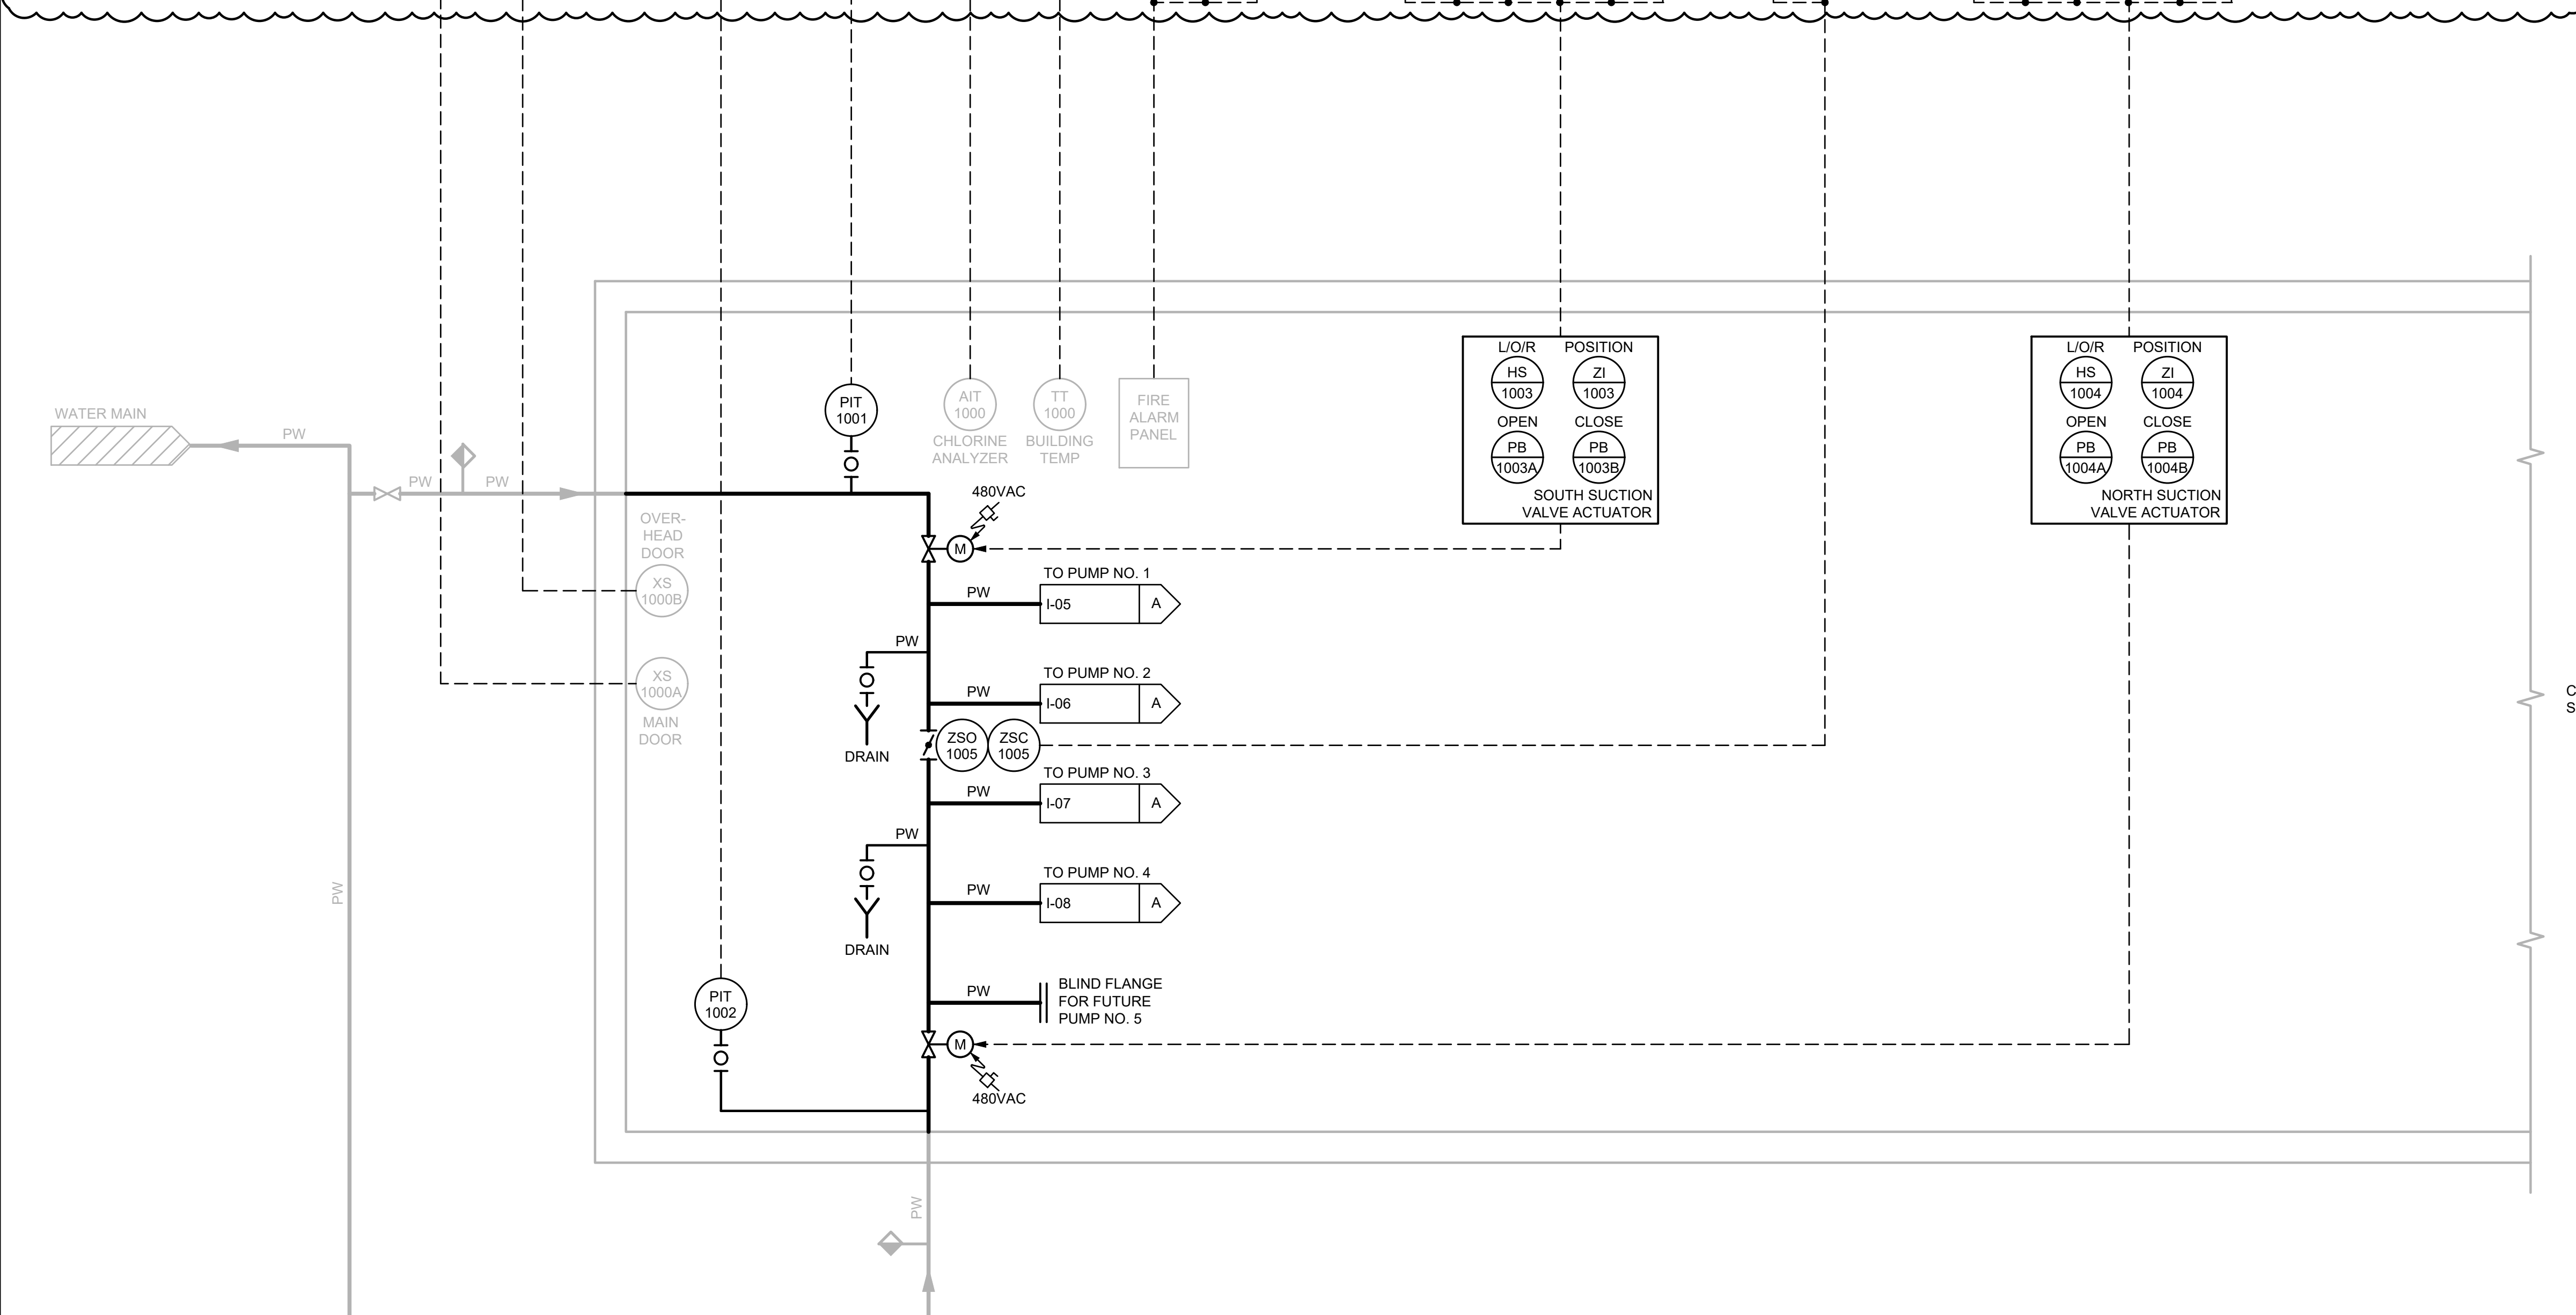 L/O/R POSITION
HS 1003 ZI 1003
OPEN CLOSE
PB 1003A PB 1003B
SOUTH SUCTION
VALVE ACTUATOR
L/O/R POSITION
HS 1004 ZI 1004
OPEN CLOSE
PB 1004A PB 1004B
NORTH SUCTION
VALVE ACTUATOR
PIT
1001
AIT
1000
CHLORINE
ANALYZER
TT
1000
BUILDING
TEMP
FIRE
ALARM
PANEL
WATER MAIN
PW
PW
PW
480VAC
M
OVER-
HEAD
DOOR
XS
1000B
XS
1000A
MAIN
DOOR
TO PUMP NO. 1
PW
I-05 A
PW
DRAIN
TO PUMP NO. 2
PW
I-06 A
ZSO
1005
ZSC
1005
TO PUMP NO. 3
PW
I-07 A
PW
DRAIN
TO PUMP NO. 4
PW
I-08 A
PW
PW
BLIND FLANGE
FOR FUTURE
PUMP NO. 5
PIT
1002
M
480VAC
PW
C
S